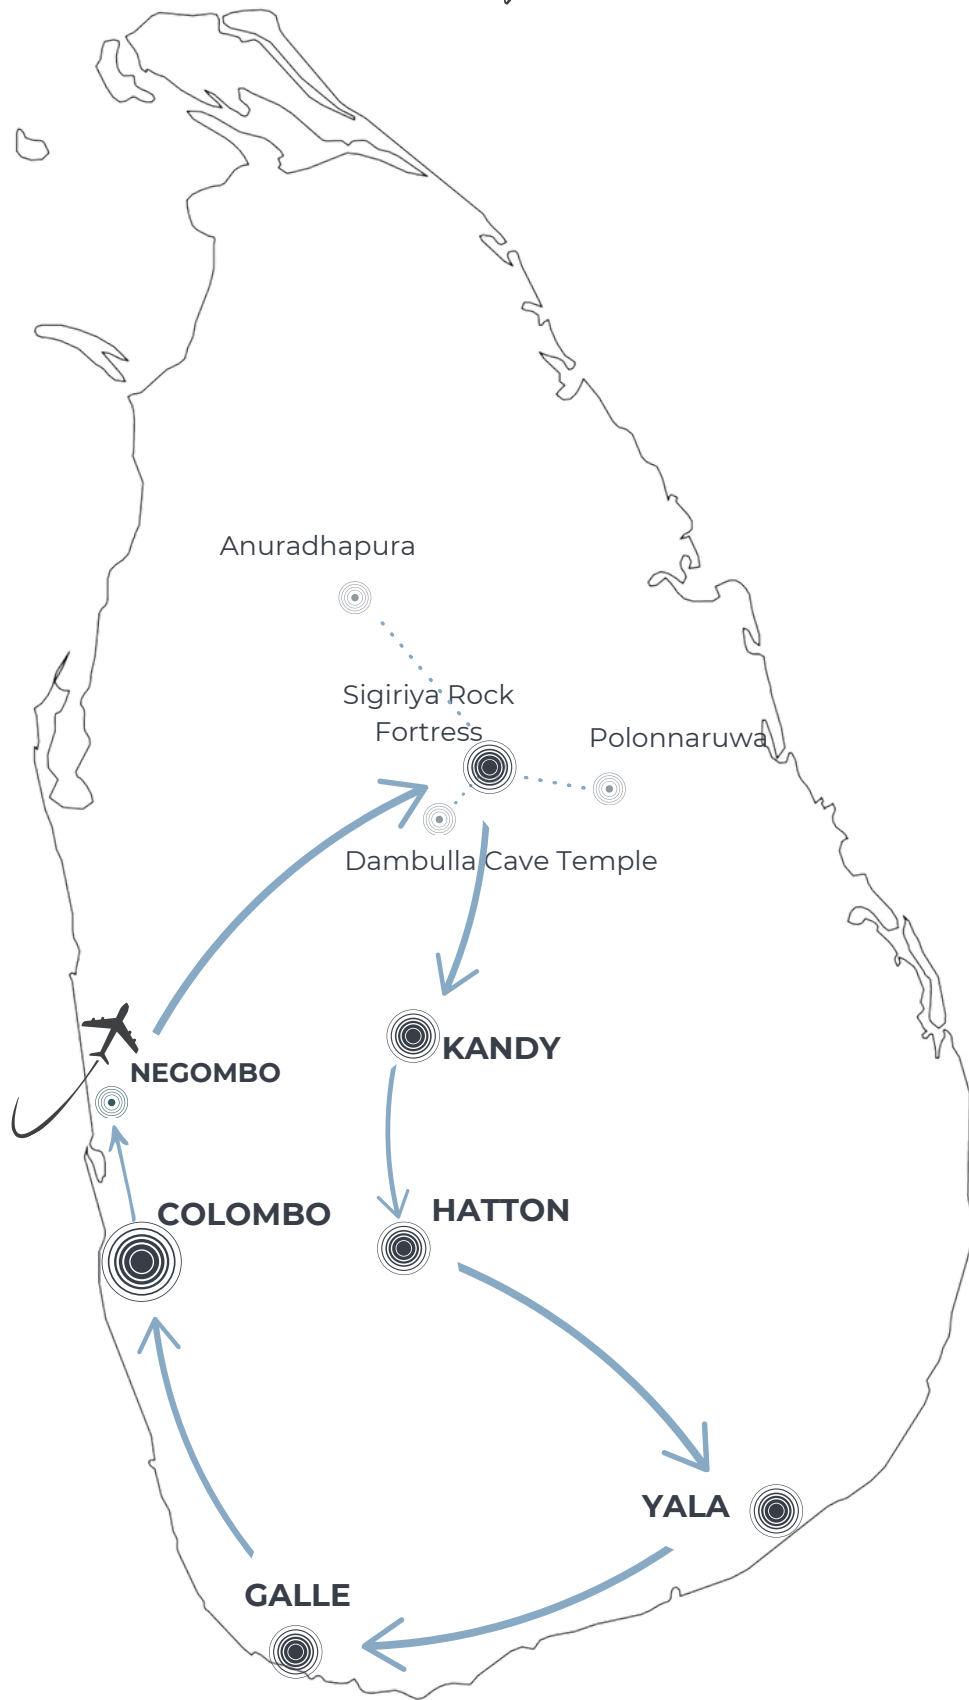 Anuradhapura
Sigiriya Rock
Fortress
Polonnaruwa
Dambulla Cave Temple
KANDY
NEGOMBO
HATTON
COLOMBO
YALA
GALLE